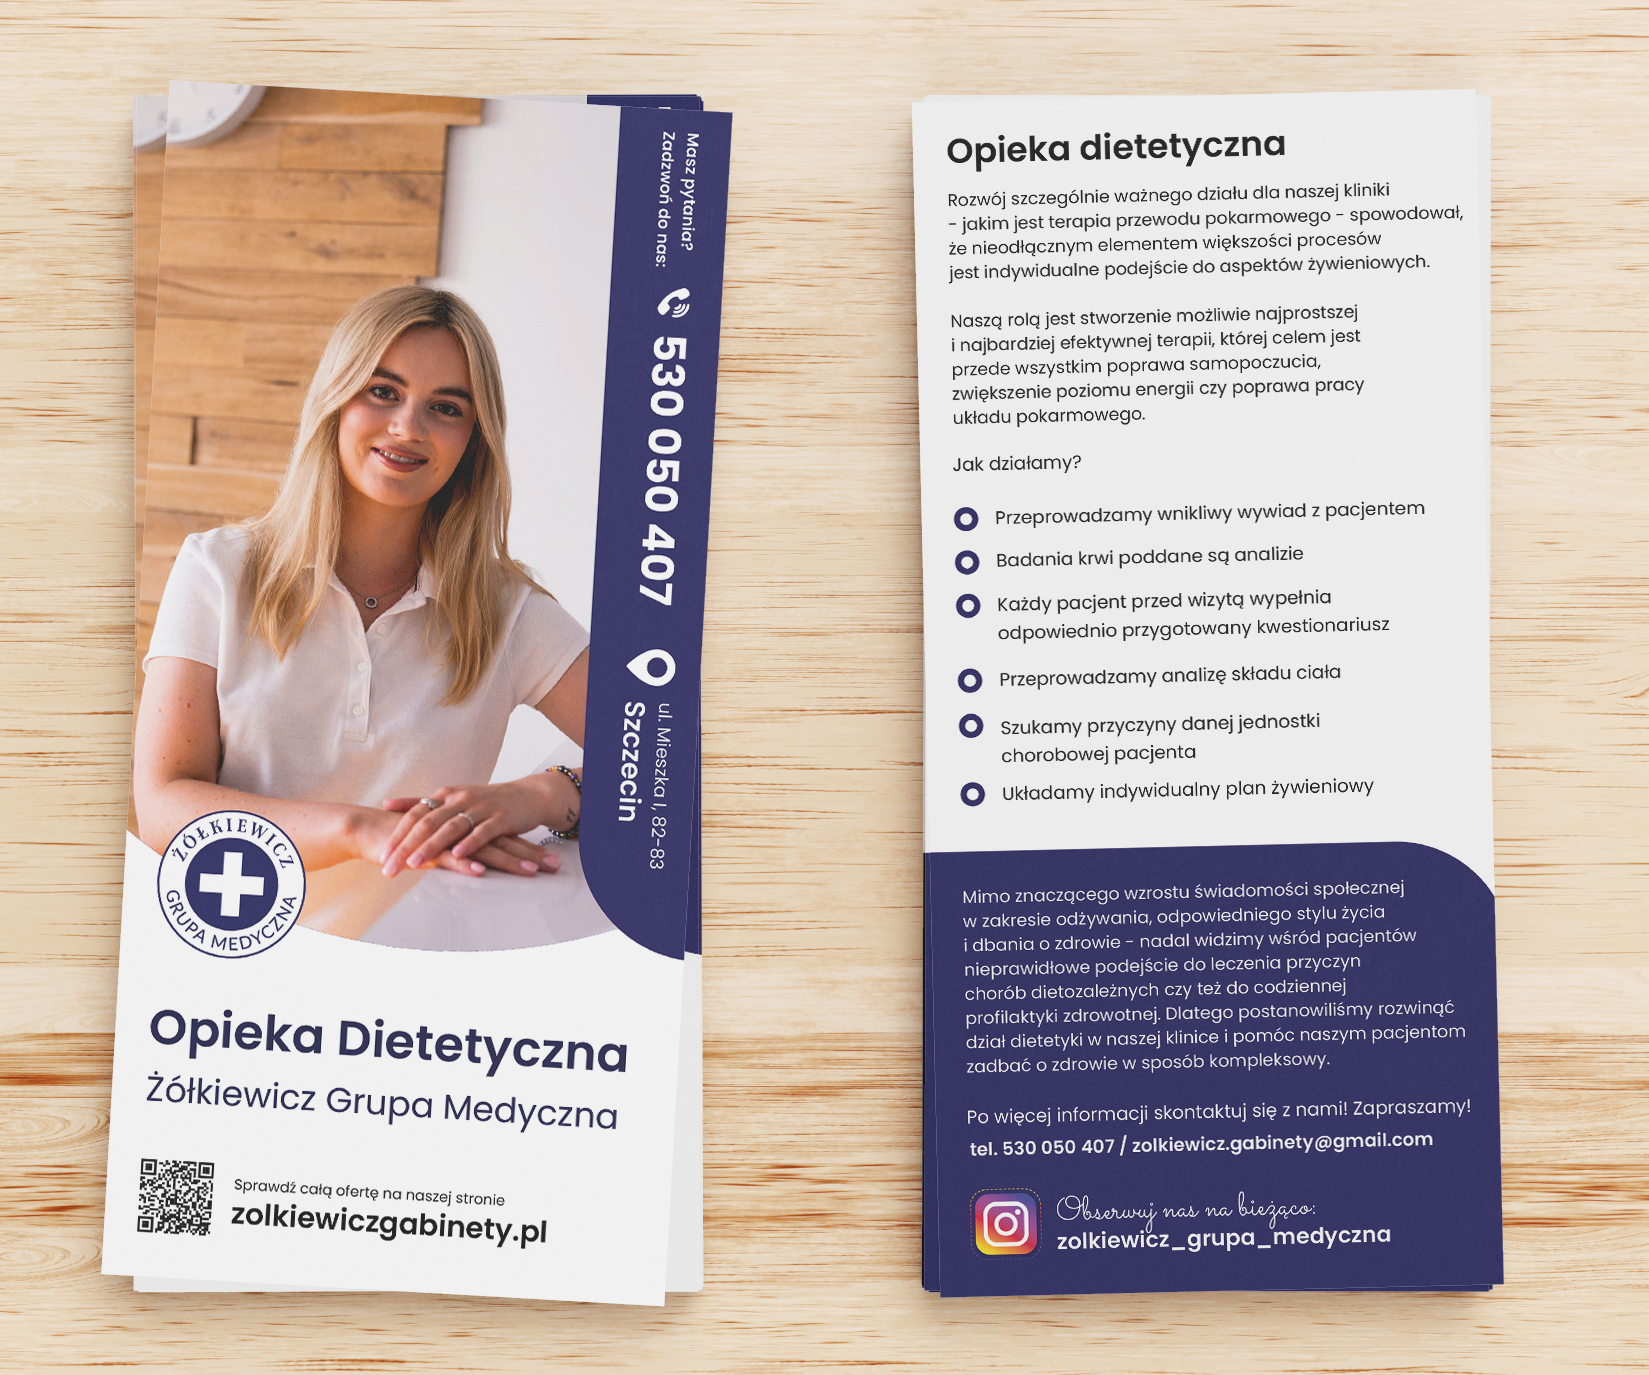 Masz pytania?
Zadzwoń do nas:
530 050 407
ul. Mieszka I, 82-83
Szczecin
ŻÓŁKIEWICZ
GRUPA MEDYCZNA
Opieka Dietetyczna
Żółkiewicz Grupa Medyczna
Sprawdź całą ofertę na naszej stronie
zolkiewiczgabinety.pl
Opieka dietetyczna
Rozwój szczególnie ważnego działu dla naszej kliniki
- jakim jest terapia przewodu pokarmowego - spowodował,
że nieodłącznym elementem większości procesów
jest indywidualne podejście do aspektów żywieniowych.
Naszą rolą jest stworzenie możliwie najprostszej
i najbardziej efektywnej terapii, której celem jest
przede wszystkim poprawa samopoczucia,
zwiększenie poziomu energii czy poprawa pracy
układu pokarmowego.
Jak działamy?
Przeprowadzamy wnikliwy wywiad z pacjentem
Badania krwi poddane są analizie
Każdy pacjent przed wizytą wypełnia
odpowiednio przygotowany kwestionariusz
Przeprowadzamy analizę składu ciała
Szukamy przyczyny danej jednostki
chorobowej pacjenta
Układamy indywidualny plan żywieniowy
Mimo znaczącego wzrostu świadomości społecznej
w zakresie odżywania, odpowiedniego stylu życia
i dbania o zdrowie - nadal widzimy wśród pacjentów
nieprawidłowe podejście do leczenia przyczyn
chorób dietozależnych czy też do codziennej
profilaktyki zdrowotnej. Dlatego postanowiliśmy rozwinąć
dział dietetyki w naszej klinice i pomóc naszym pacjentom
zadbać o zdrowie w sposób kompleksowy.
Po więcej informacji skontaktuj się z nami! Zapraszamy!
tel. 530 050 407 / zolkiewicz.gabinety@gmail.com
Obserwuj nas na bieżąco:
zolkiewicz_grupa_medyczna